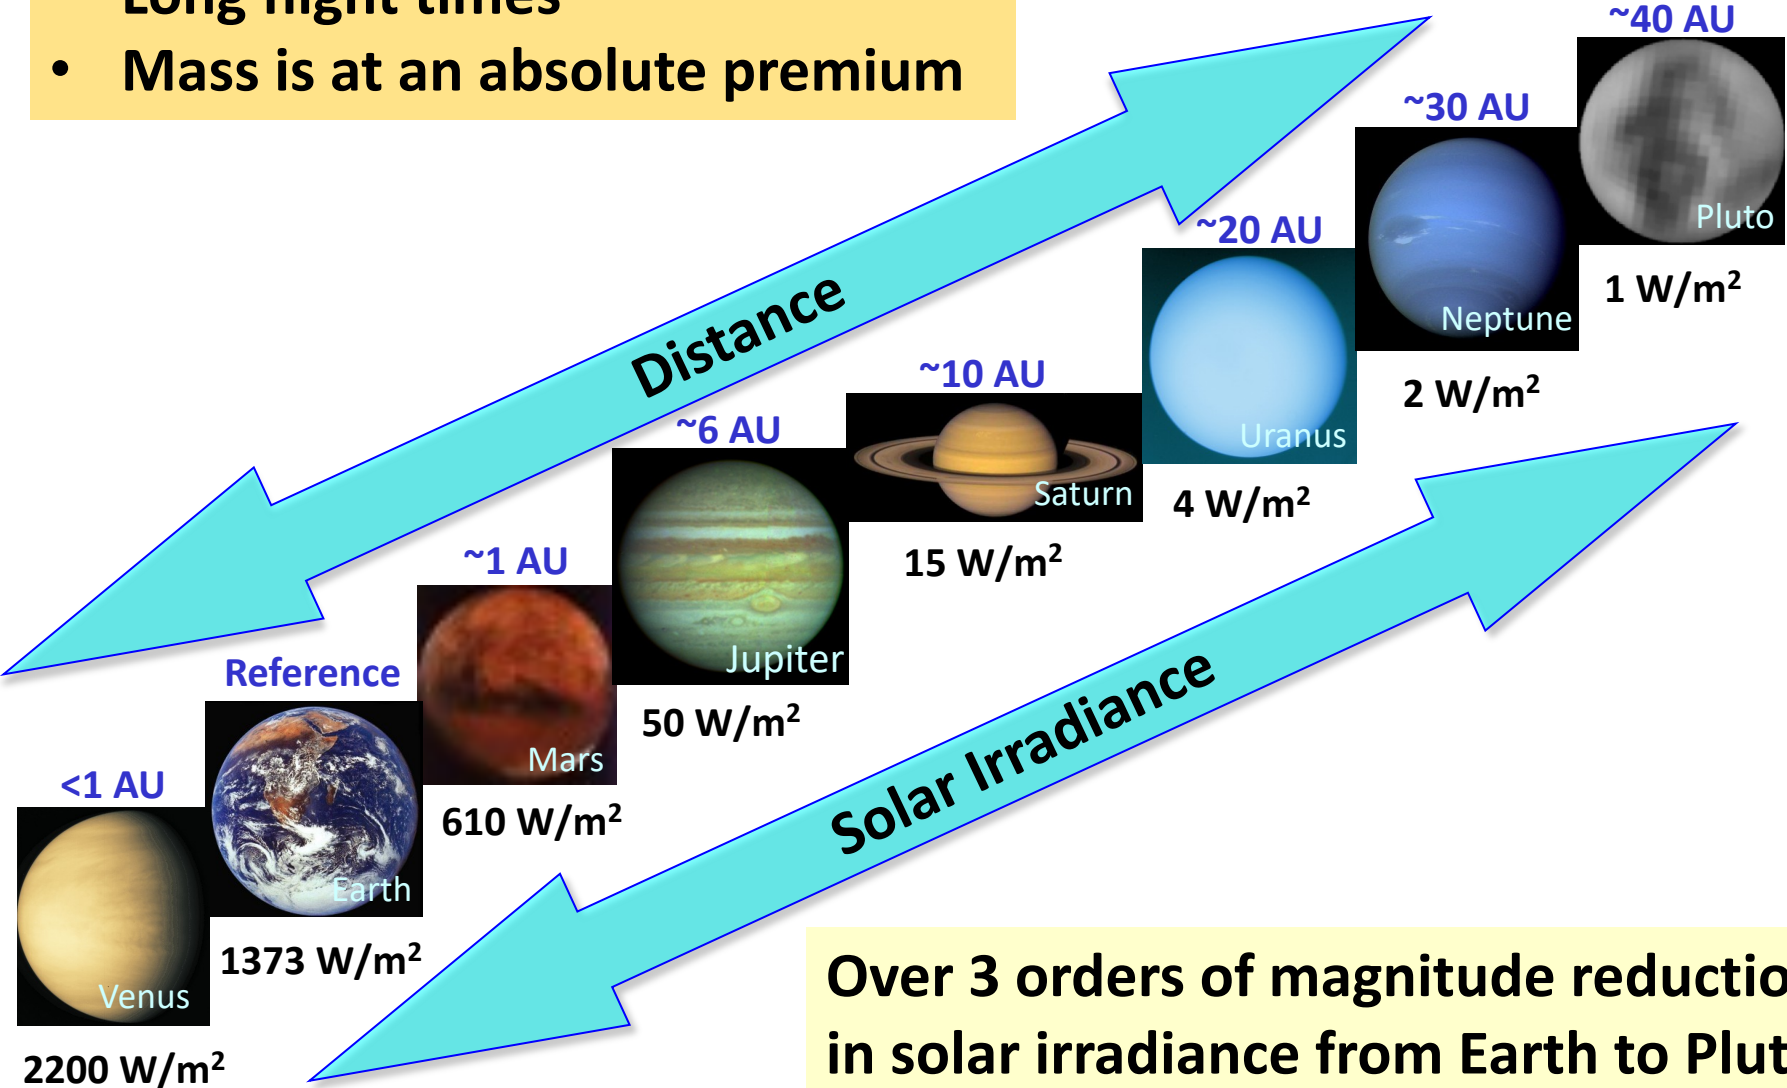 Long flight times
• Mass is at an absolute premium
~40 AU
Pluto
1 W/m²
~30 AU
Neptune
2 W/m²
~20 AU
Uranus
4 W/m²
Distance
~10 AU
Saturn
15 W/m²
~6 AU
Jupiter
50 W/m²
~1 AU
Mars
610 W/m²
Reference
Earth
1373 W/m²
<1 AU
Venus
2200 W/m²
Solar Irradiance
Over 3 orders of magnitude reductio
in solar irradiance from Earth to Plut